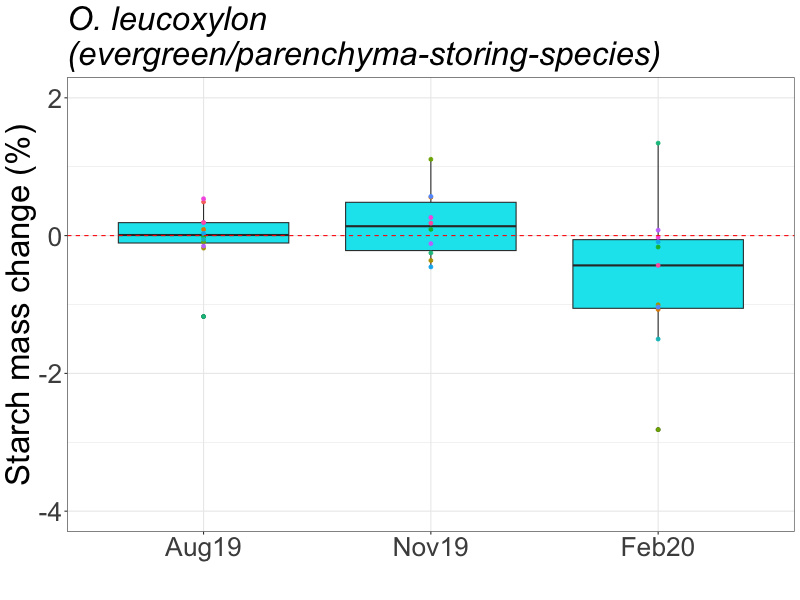 O. leucoxylon
(evergreen/parenchyma-storing-species)
Starch mass change (%)
2
0
-2
-4
Aug19
Nov19
Feb20